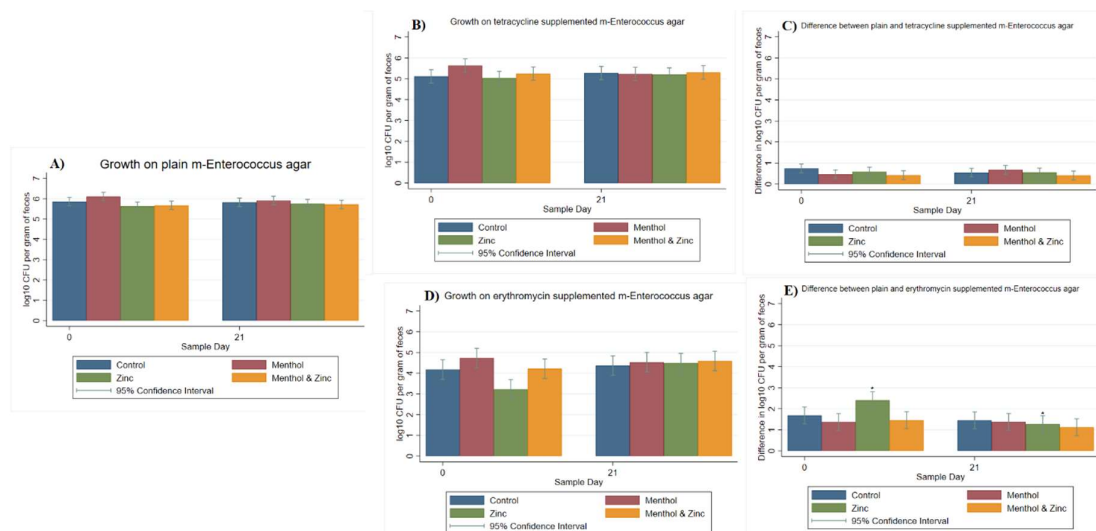 A) Growth on plain m-Enterococcus agar
log10 CFU per gram of feces
0 1 2 3 4 5 6 7
0 21
Sample Day
Control Menthol
Zinc Menthol & Zinc
95% Confidence Interval
B) Growth on tetracycline supplemented m-Enterococcus agar
log10 CFU per gram of feces
0 1 2 3 4 5 6 7
0 21
Sample Day
Control Menthol
Zinc Menthol & Zinc
95% Confidence Interval
C) Difference between plain and tetracycline supplemented m-Enterococcus agar
Difference in log10 CFU per gram of feces
0 1 2 3 4 5 6 7
0 21
Sample Day
Control Menthol
Zinc Menthol & Zinc
95% Confidence Interval
D) Growth on erythromycin supplemented m-Enterococcus agar
log10 CFU per gram of feces
0 1 2 3 4 5 6 7
0 21
Sample Day
Control Menthol
Zinc Menthol & Zinc
95% Confidence Interval
E) Difference between plain and erythromycin supplemented m-Enterococcus agar
Difference in log10 CFU per gram of feces
0 1 2 3 4 5 6 7
* *
0 21
Sample Day
Control Menthol
Zinc Menthol & Zinc
95% Confidence Interval